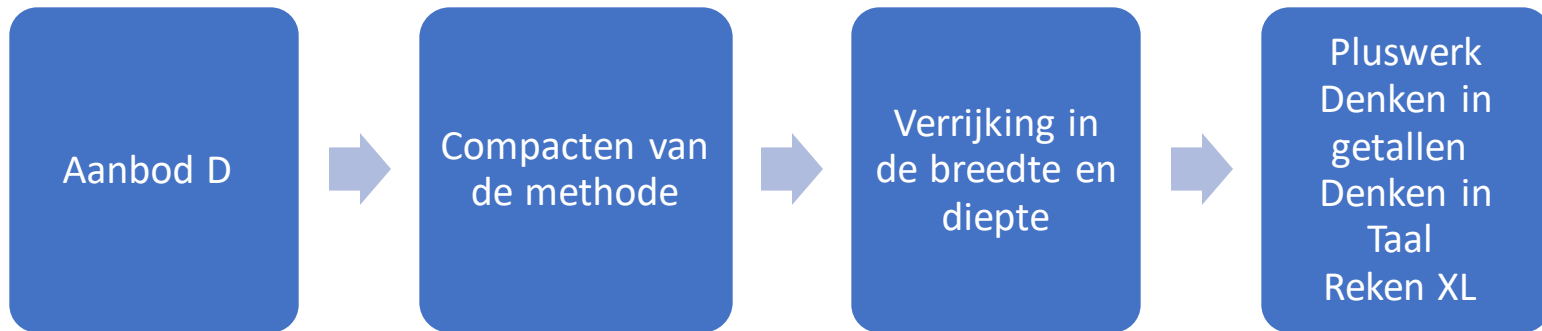 Aanbod D
Compacten van
de methode
Verrijking in
de breedte en
diepte
Pluswerk
Denken in
getallen
Denken in
Taal
Reken XL